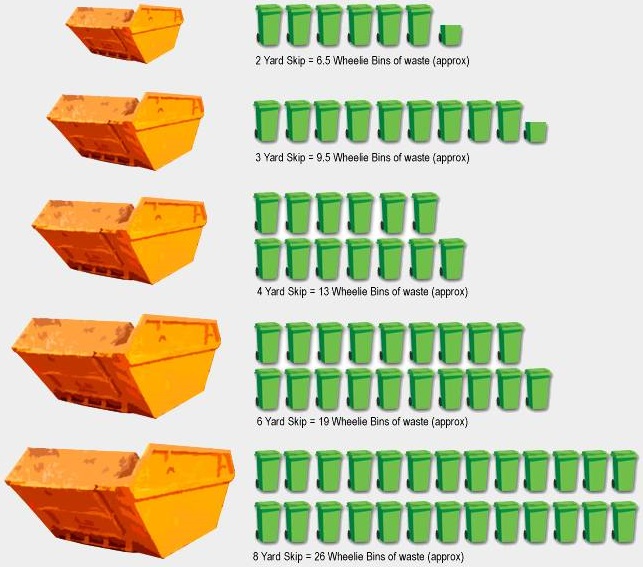 2 Yard Skip = 6.5 Wheelie Bins of waste (approx)
3 Yard Skip = 9.5 Wheelie Bins of waste (approx)
4 Yard Skip = 13 Wheelie Bins of waste (approx)
6 Yard Skip = 19 Wheelie Bins of waste (approx)
8 Yard Skip = 26 Wheelie Bins of waste (approx)